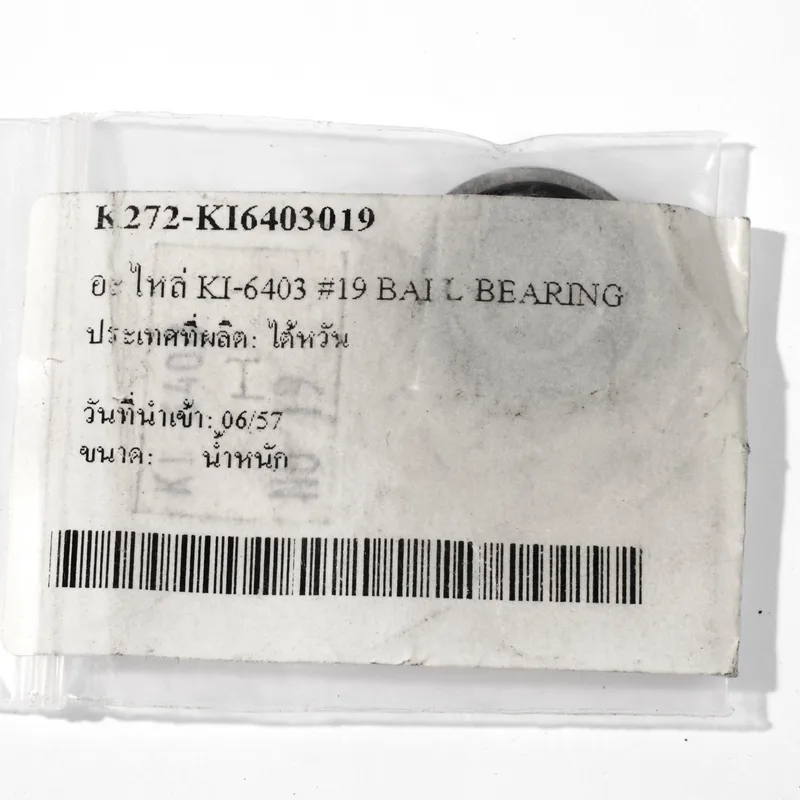 K272-KI6403019
อะไหล่ KI-6403 #19 BALL BEARING
ประเทศที่ผลิต: ไต้หวัน
วันที่นำเข้า: 06/57
ขนาด: น้ำหนัก